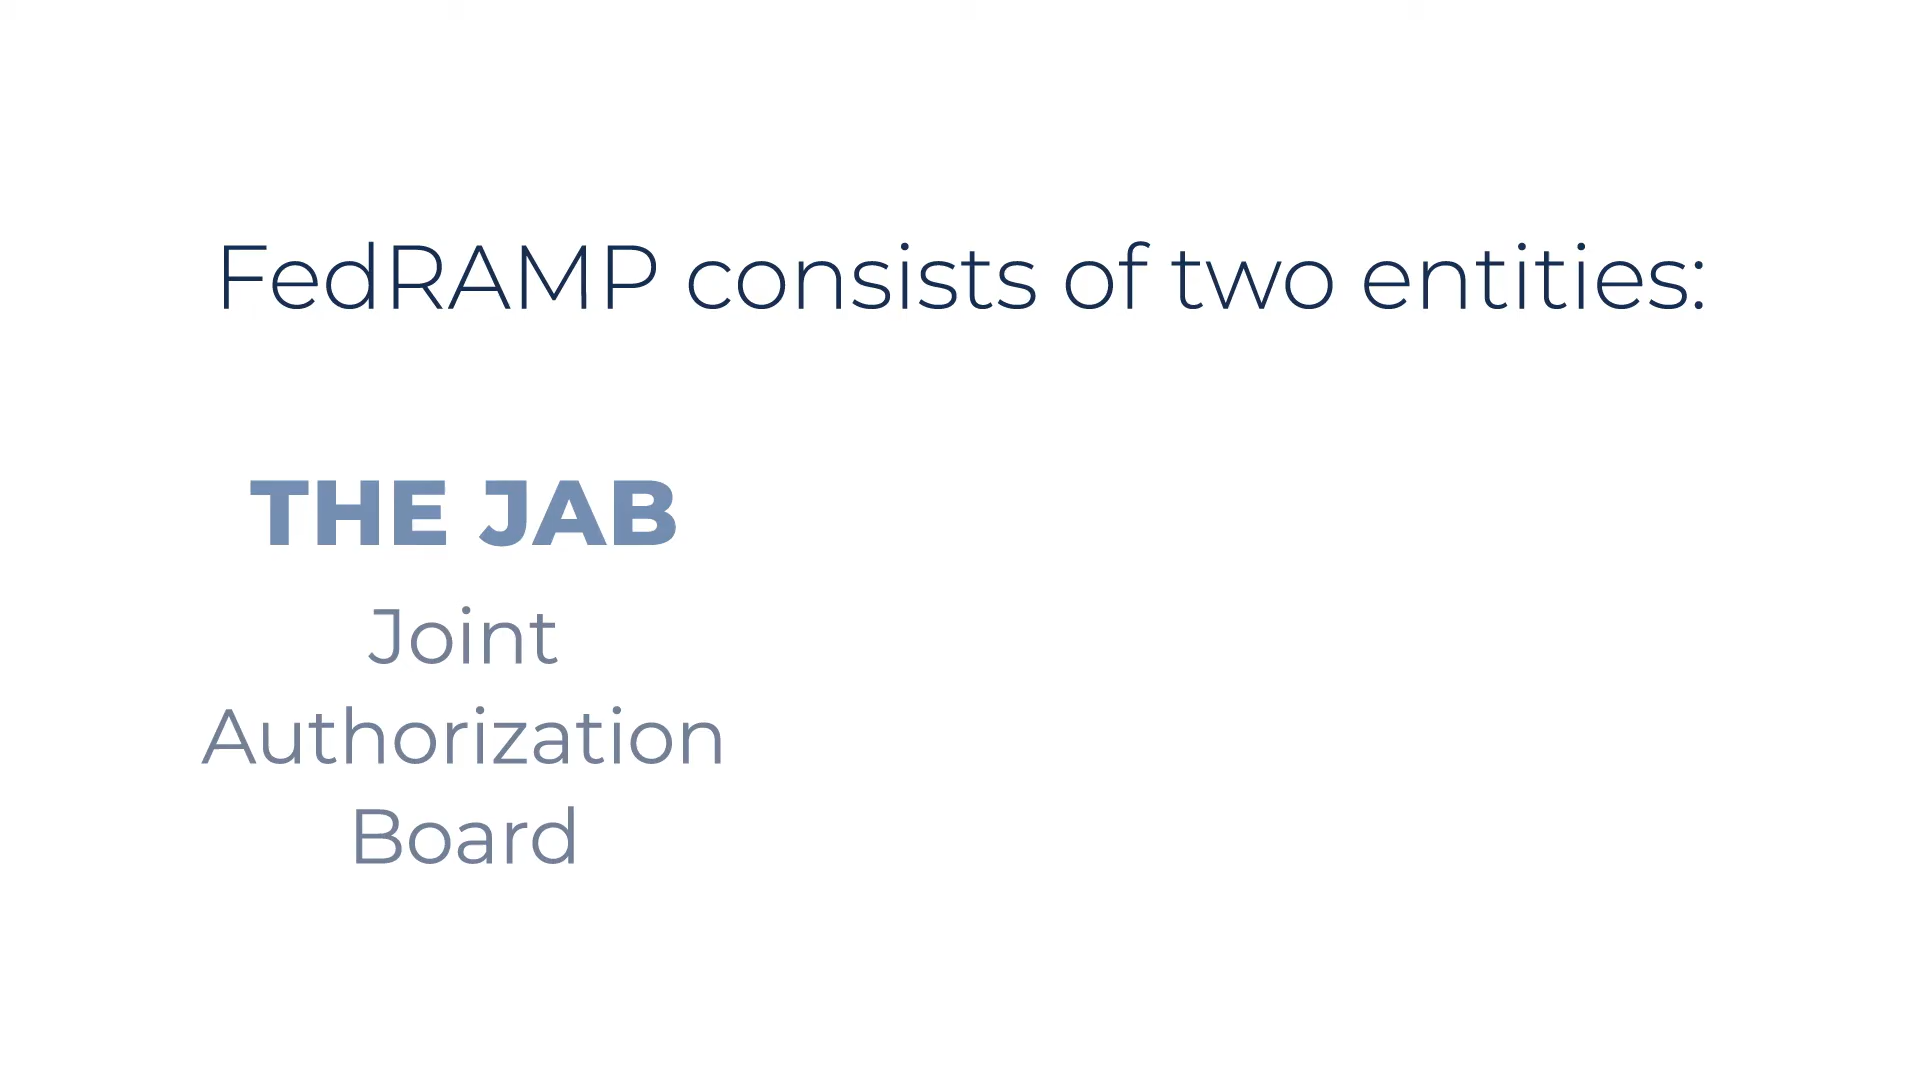 FedRAMP consists of two entities:
THE JAB
Joint
Authorization
Board